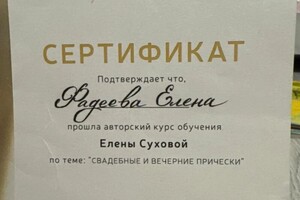 СЕРТИФИКАТ
Подтверждает что,
Фадеева Елена
прошла авторский курс обучения
Елены Суховой
по теме: "СВАДЕБНЫЕ И ВЕЧЕРНИЕ ПРИЧЕСКИ"